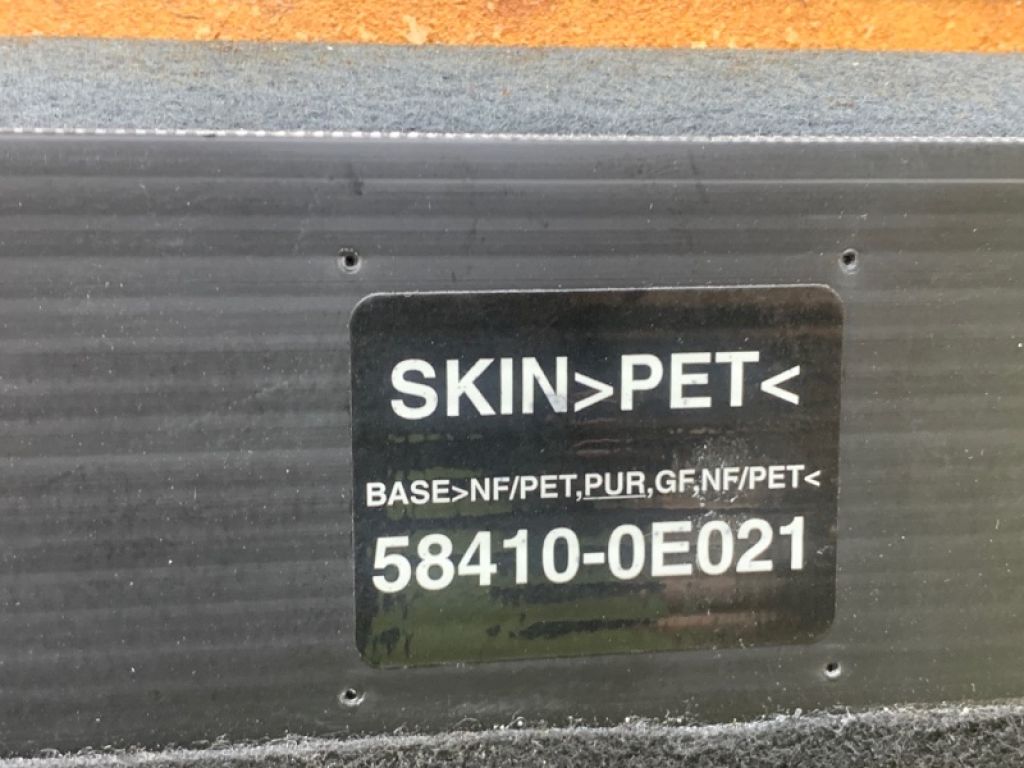 SKIN>PET<
BASE>NF/PET,PUR,GF,NF/PET<
58410-0E021